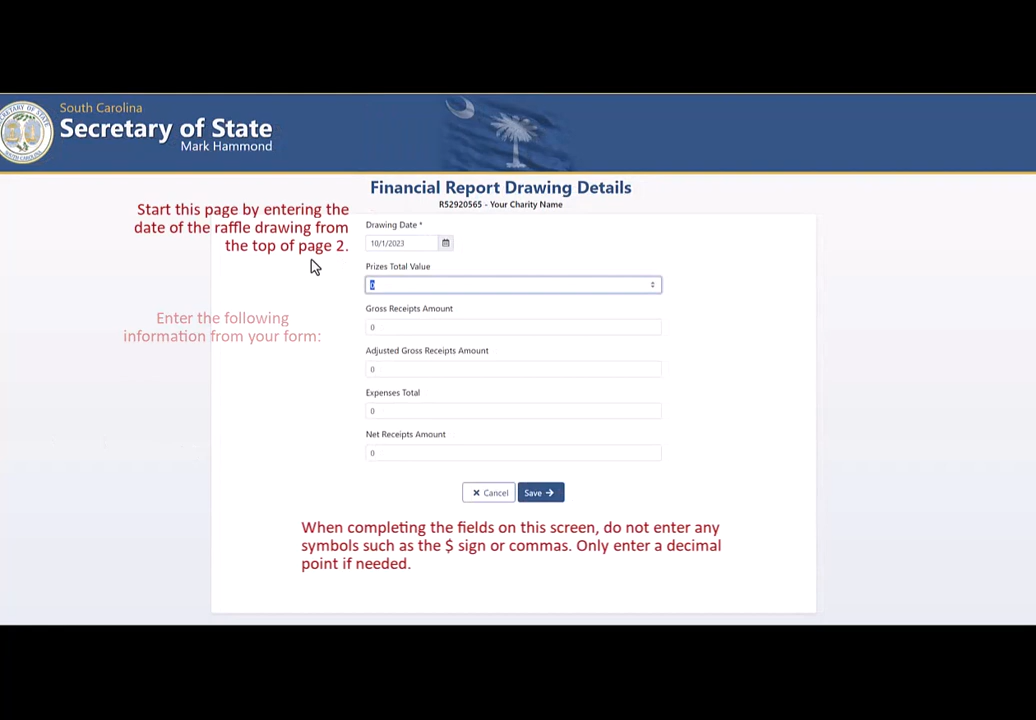 South Carolina
Secretary of State
Mark Hammond
Financial Report Drawing Details
R52920565 - Your Charity Name
Start this page by entering the
date of the raffle drawing from
the top of page 2.
Drawing Date *
10/1/2023
Prizes Total Value
0
Enter the following
information from your form:
Gross Receipts Amount
0
Adjusted Gross Receipts Amount
0
Expenses Total
0
Net Receipts Amount
0
Cancel
Save
When completing the fields on this screen, do not enter any
symbols such as the $ sign or commas. Only enter a decimal
point if needed.